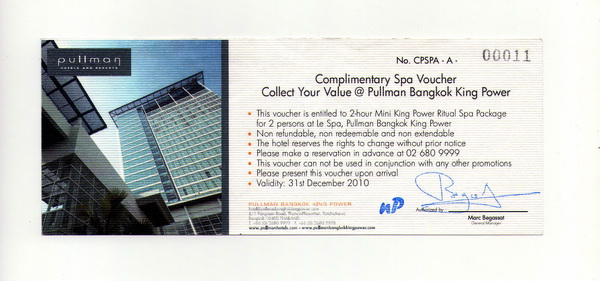 pullman
HOTELS AND RESORTS
No. CPSPA - A - 00011
Complimentary Spa Voucher
Collect Your Value @ Pullman Bangkok King Power
• This voucher is entitled to 2-hour Mini King Power Ritual Spa Package
for 2 persons at Le Spa, Pullman Bangkok King Power
• Non refundable, non redeemable and non extendable
• The hotel reserves the rights to change without prior notice
• Please make a reservation in advance at 02 680 9999
• This voucher can not be used in conjunction with any other promotions
• Please present this voucher upon arrival
• Validity: 31st December 2010
PULLMAN BANGKOK KING POWER
Bangkok 10400 THAILAND
www.pullmanhotels.com - www.pullmanbangkokkingpower.com
Authorized by
Marc Begassat
General Manager